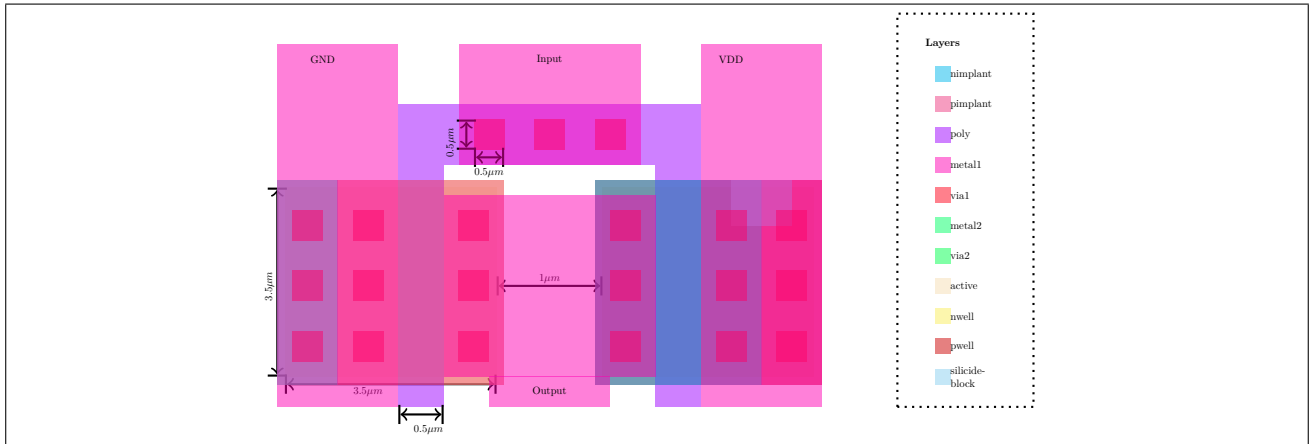 GND
Input
VDD
0.5μm
0.5μm
3.5μm
1μm
3.5μm
Output
0.5μm
Layers
nimplant
pimplant
poly
metal1
via1
metal2
via2
active
nwell
pwell
silicide-
block